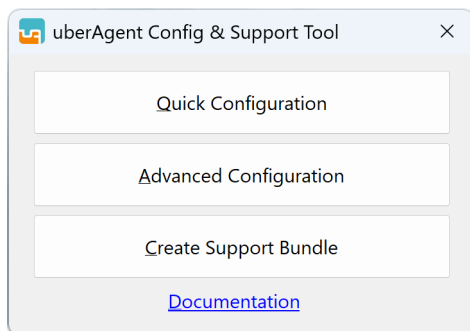 uberAgent Config & Support Tool
Quick Configuration
Advanced Configuration
Create Support Bundle
Documentation